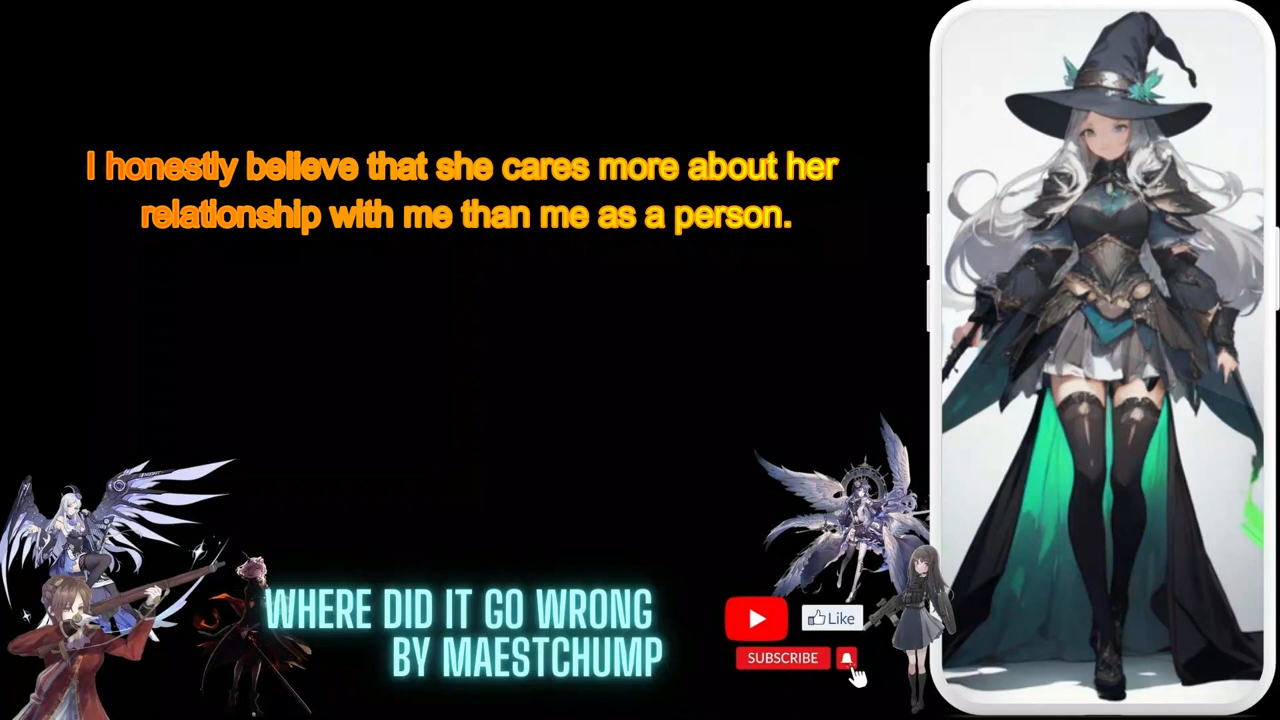 I honestly believe that she cares more about her
relationship with me than me as a person.
WHERE DID IT GO WRONG
BY MAESTCHUMP
Like
SUBSCRIBE